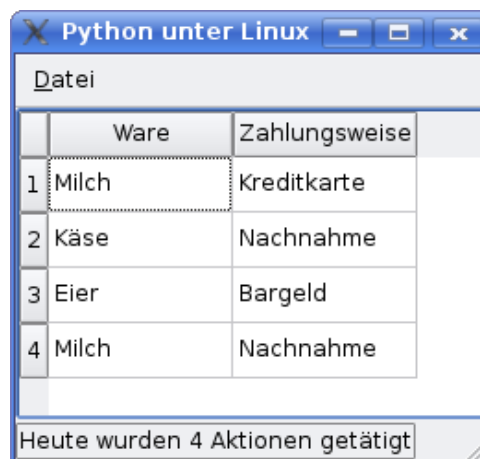 Python unter Linux
Datei
Ware Zahlungsweise
1 Milch Kreditkarte
2 Käse Nachnahme
3 Eier Bargeld
4 Milch Nachnahme
Heute wurden 4 Aktionen getätigt